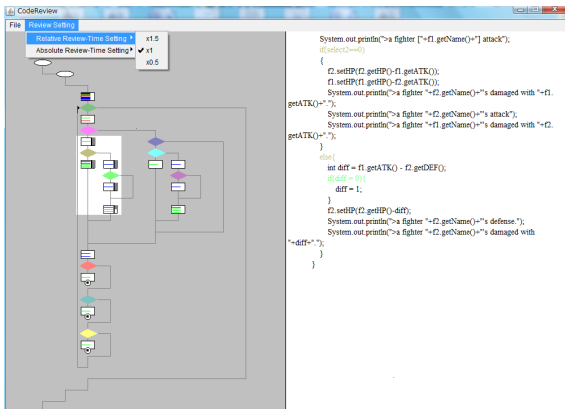 CodeReview
File Review Setting
Relative Review-Time Setting
Absolute Review-Time Setting
x1.5
x1
x0.5
System.out.println(">a fighter ["+f1.getName()+"] attack");
if(select2==0)
{
f2.setHP(f2.getHP()-f1.getATK());
f1.setHP(f1.getHP()-f2.getATK());
System.out.println(">a fighter "+f2.getName()+"'s damaged with "+f1.
getATK()+".");
System.out.println(">a fighter "+f2.getName()+"'s attack");
System.out.println(">a fighter "+f1.getName()+"'s damaged with "+f2.
getATK()+".");
}
else{
int diff = f1.getATK() - f2.getDEF();
if(diff = 0){
diff = 1;
}
f2.setHP(f2.getHP()-diff);
System.out.println(">a fighter "+f2.getName()+"'s defense.");
System.out.println(">a fighter "+f2.getName()+"'s damaged with
"+diff+".");
}
}